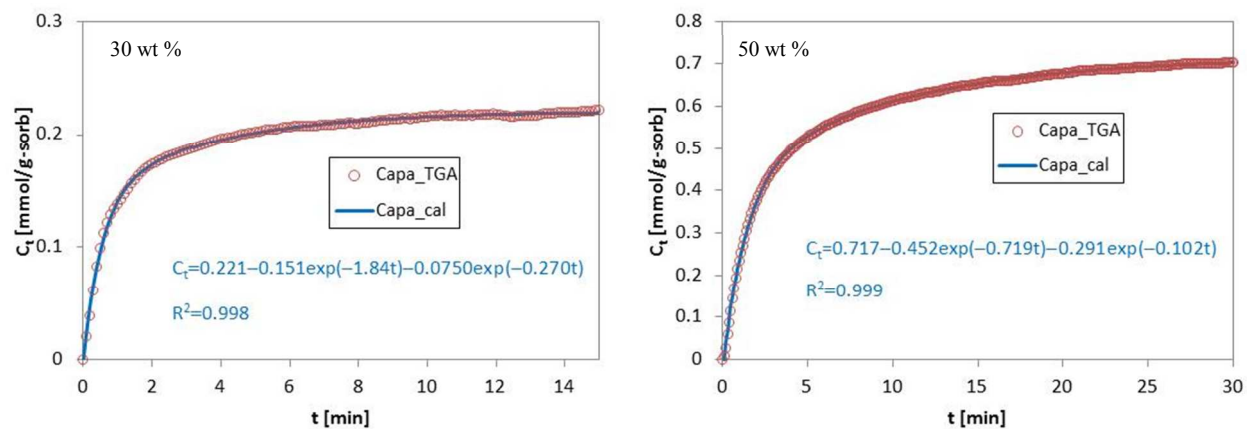 0.3
0.2
0.1
0
0
2
4
6
8
10
12
14
C_t [mmol/g-sorb]
t [min]
30 wt %
Capa_TGA
Capa_cal
C_t=0.221−0.151exp(−1.84t)−0.0750exp(−0.270t)
R²=0.998
0.8
0.7
0.6
0.5
0.4
0.3
0.2
0.1
0
0
5
10
15
20
25
30
C_t [mmol/g-sorb]
t [min]
50 wt %
Capa_TGA
Capa_cal
C_t=0.717−0.452exp(−0.719t)−0.291exp(−0.102t)
R²=0.999